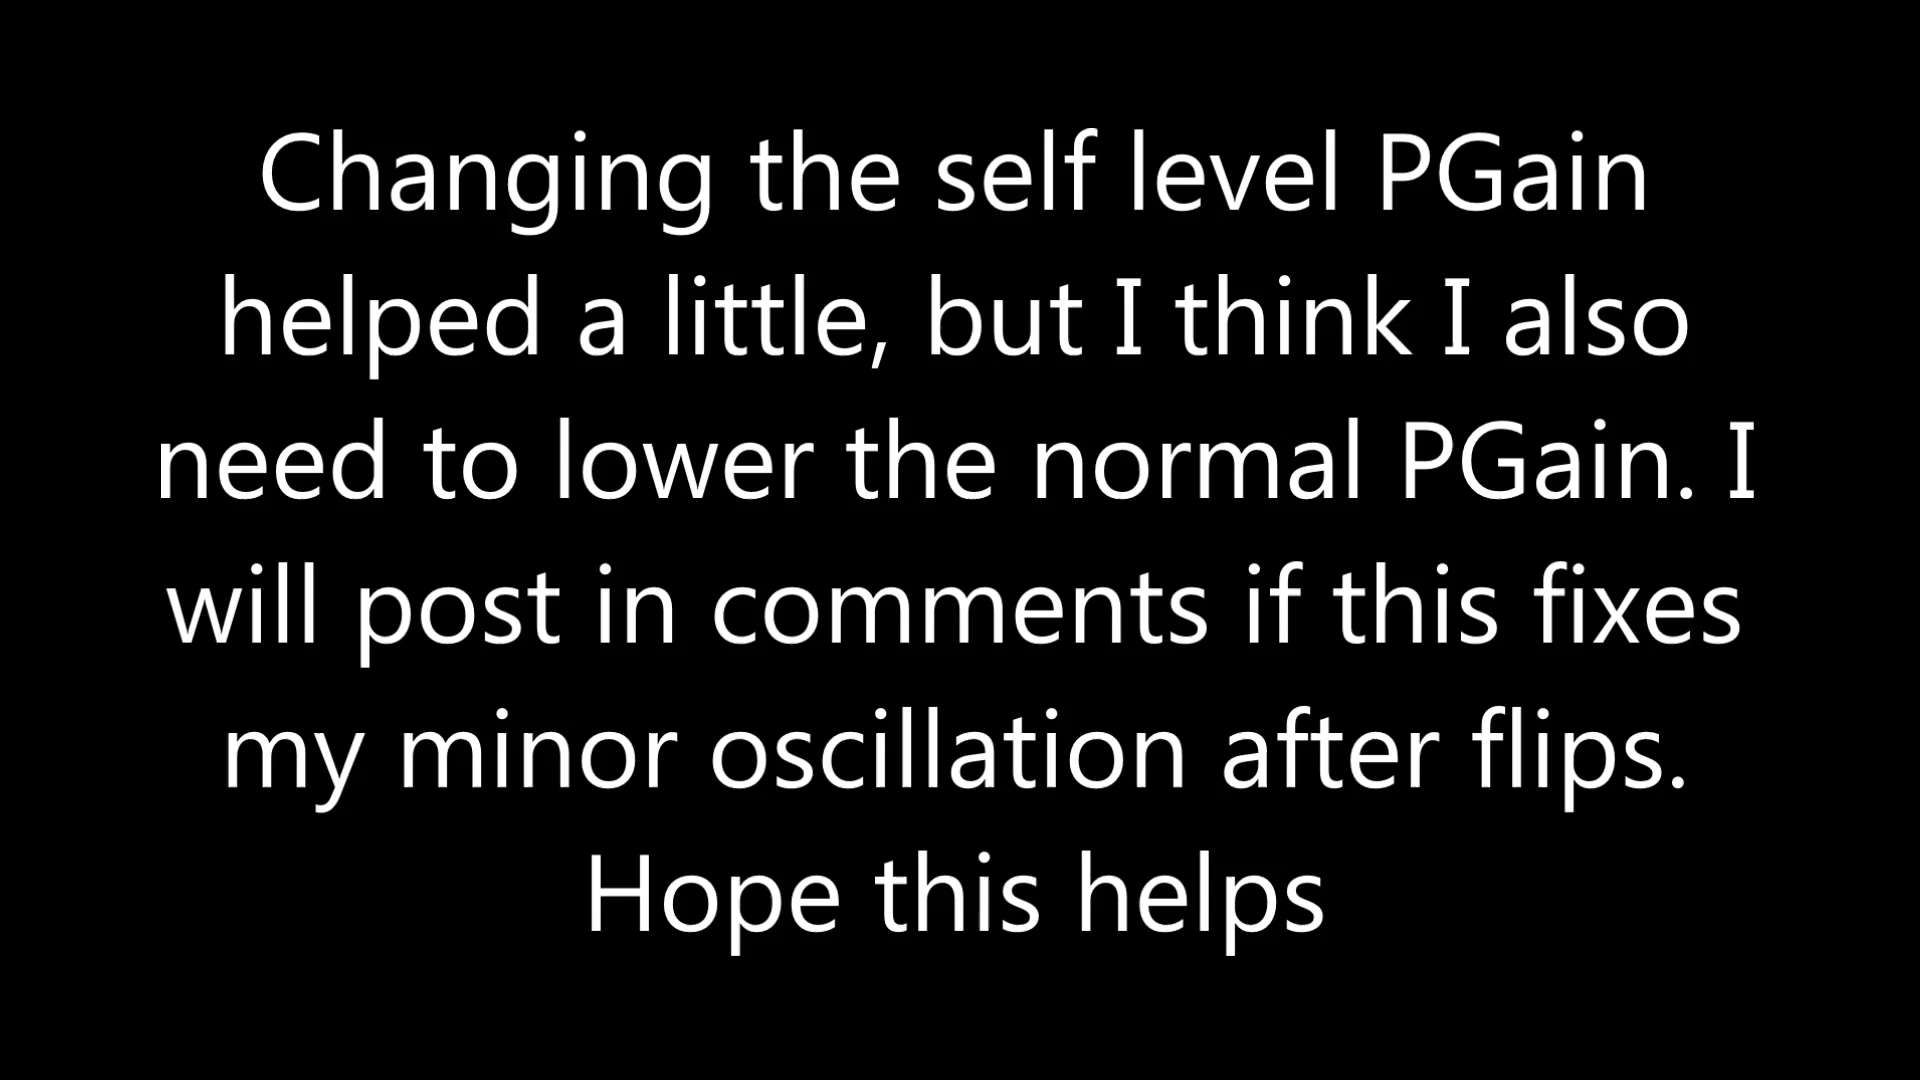 Changing the self level PGain
helped a little, but I think I also
need to lower the normal PGain. I
will post in comments if this fixes
my minor oscillation after flips.
Hope this helps